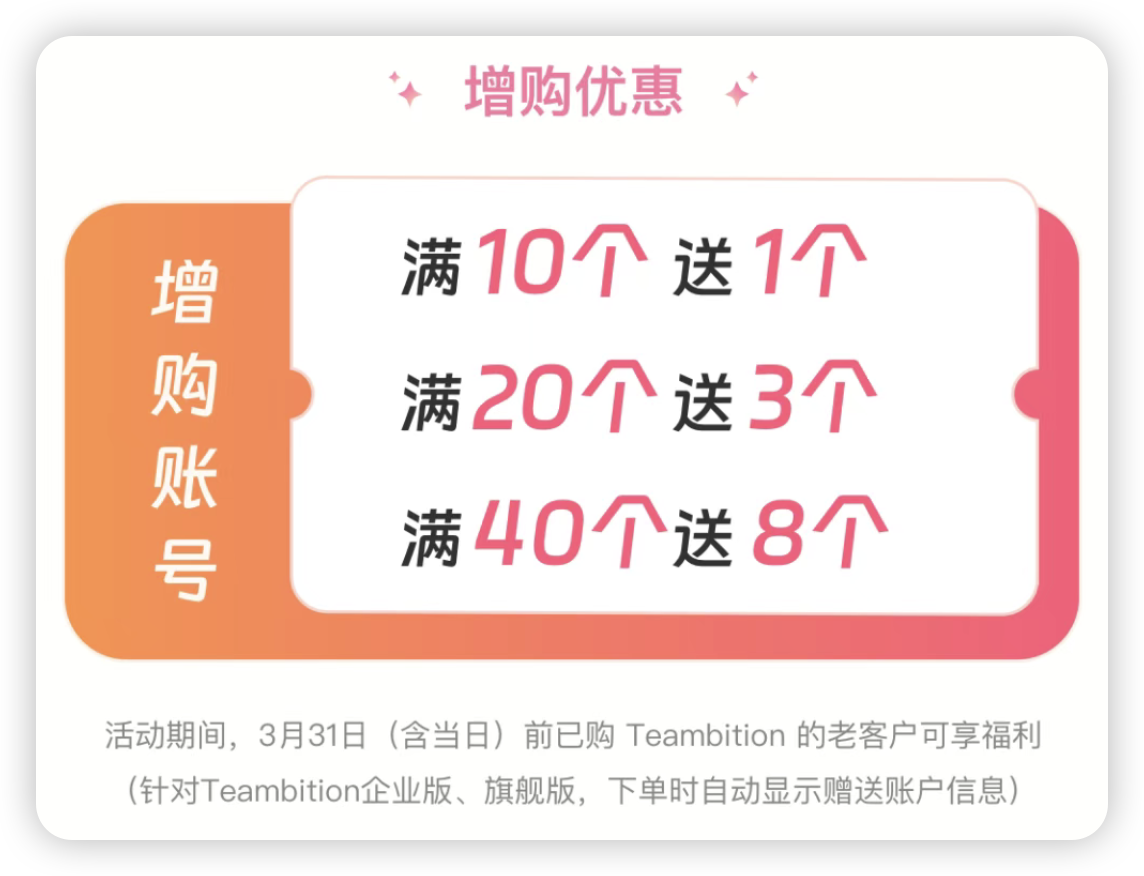 增购优惠
增购账号
满10个 送1个
满20个 送3个
满40个送8个
活动期间，3月31日（含当日）前已购 Teambition 的老客户可享福利
（针对Teambition企业版、旗舰版，下单时自动显示赠送账户信息）